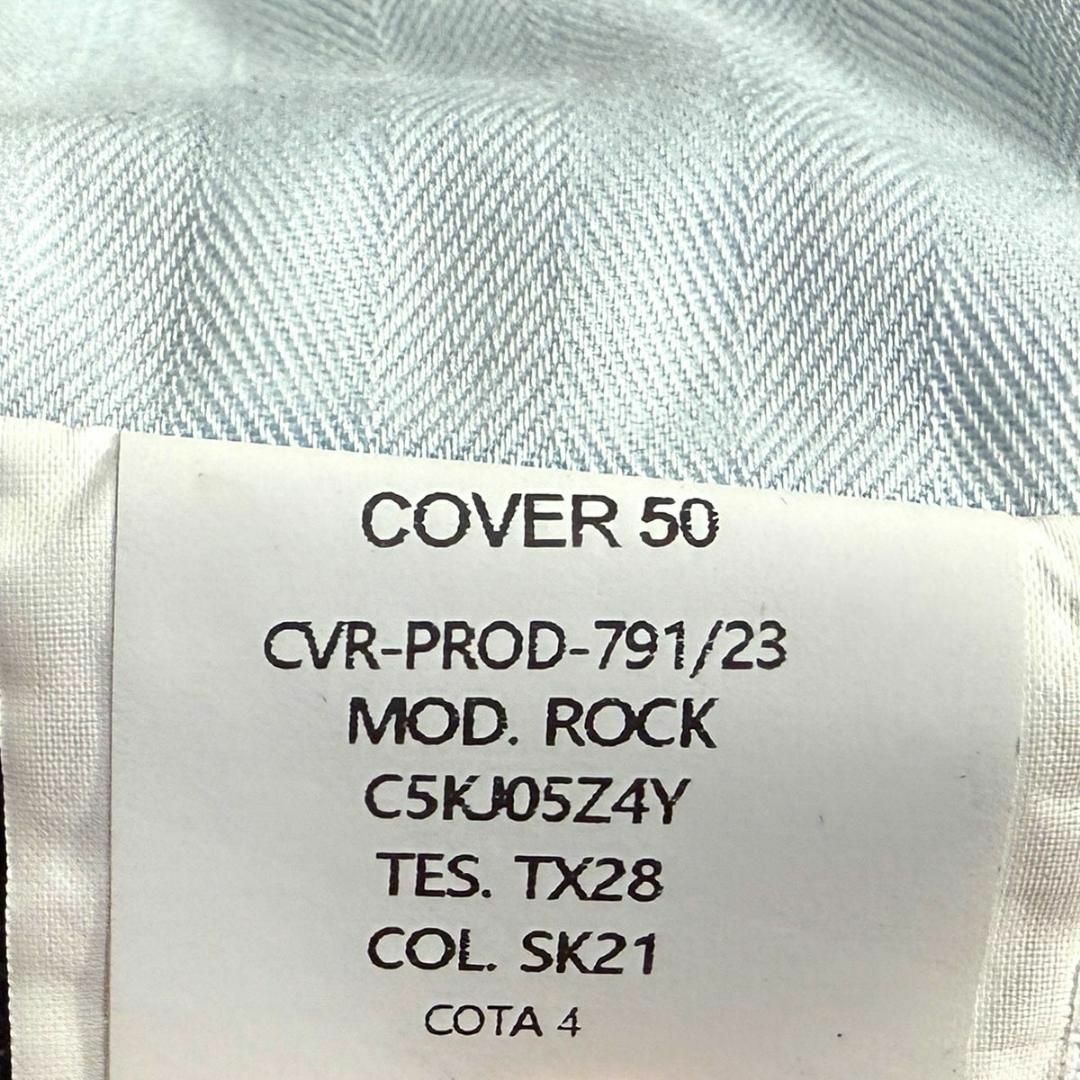 COVER 50
CVR-PROD-791/23
MOD. ROCK
C5KJ05Z4Y
TES. TX28
COL. SK21
COTA 4